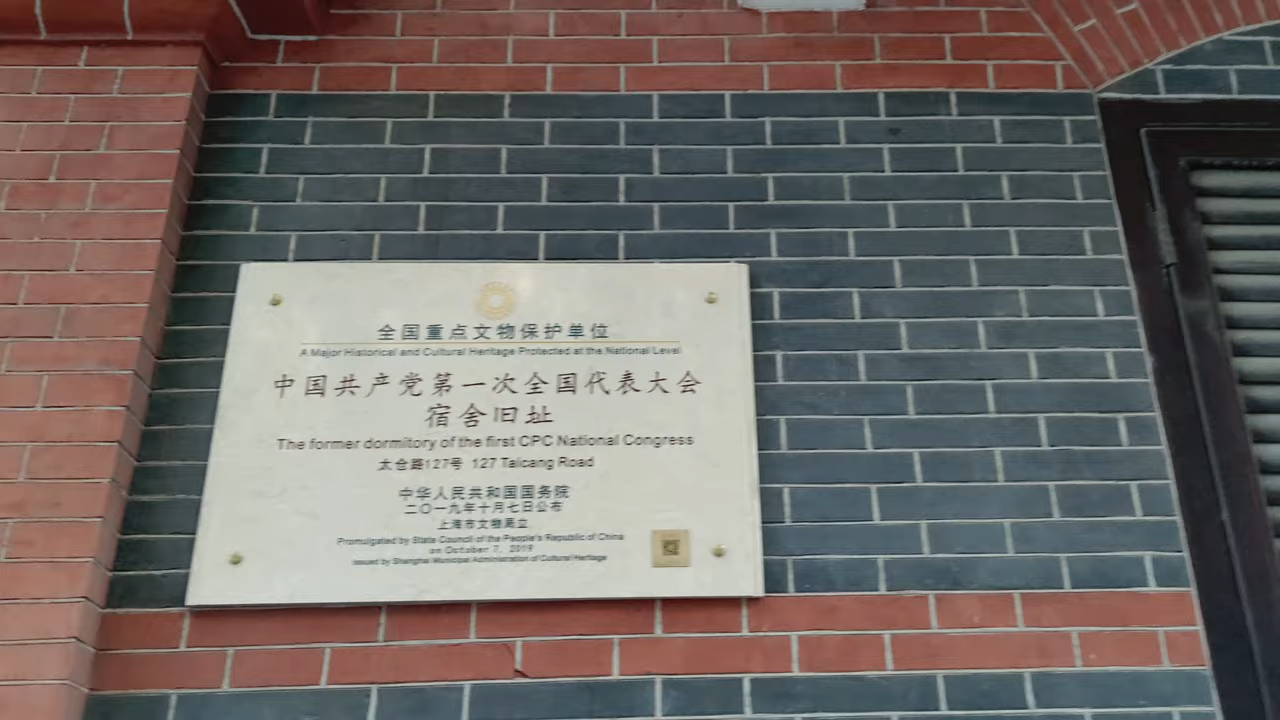 全国重点文物保护单位
A Major Historical and Cultural Heritage Protected at the National Level
中国共产党第一次全国代表大会
宿舍旧址
The former dormitory of the first CPC National Congress
太仓路127号 127 Taicang Road
中华人民共和国国务院
二〇一九年十月七日公布
上海市文物局立
Promulgated by State Council of the People's Republic of China
on October 7, 2019
Issued by Shanghai Municipal Administration of Cultural Heritage